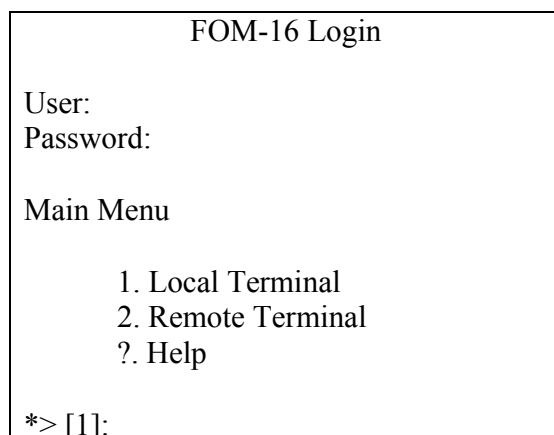 FOM-16 Login
User:
Password:
Main Menu
1. Local Terminal
2. Remote Terminal
?. Help
*> [1]: